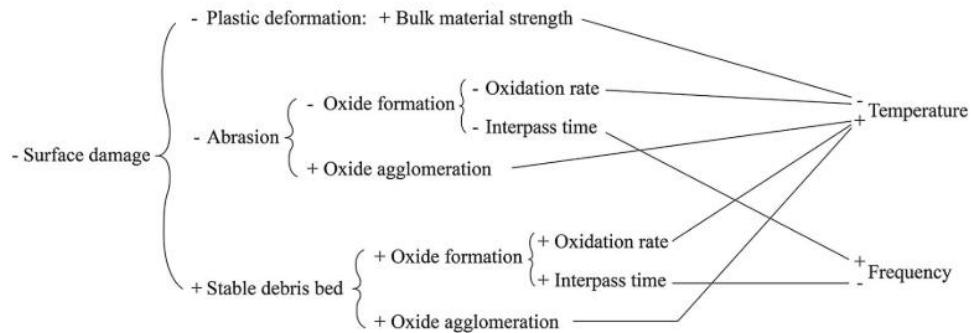 - Plastic deformation: + Bulk material strength
- Oxidation rate
- Oxide formation
- Temperature
+
- Interpass time
- Abrasion
- Surface damage
+ Oxide agglomeration
+ Oxidation rate
+ Oxide formation
+ Frequency
-
+ Interpass time
+ Stable debris bed
+ Oxide agglomeration